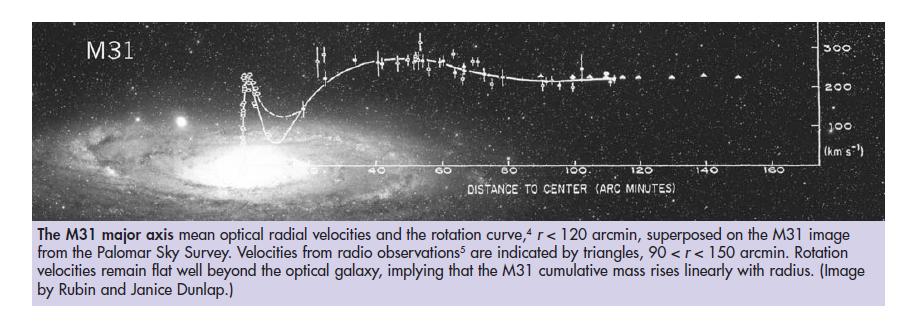 M31
300
200
100
(km s⁻¹)
40 60 80 100 120 140 160
DISTANCE TO CENTER (ARC MINUTES)
The M31 major axis mean optical radial velocities and the rotation curve,⁴ r < 120 arcmin, superposed on the M31 image
from the Palomar Sky Survey. Velocities from radio observations⁵ are indicated by triangles, 90 < r < 150 arcmin. Rotation
velocities remain flat well beyond the optical galaxy, implying that the M31 cumulative mass rises linearly with radius. (Image
by Rubin and Janice Dunlap.)